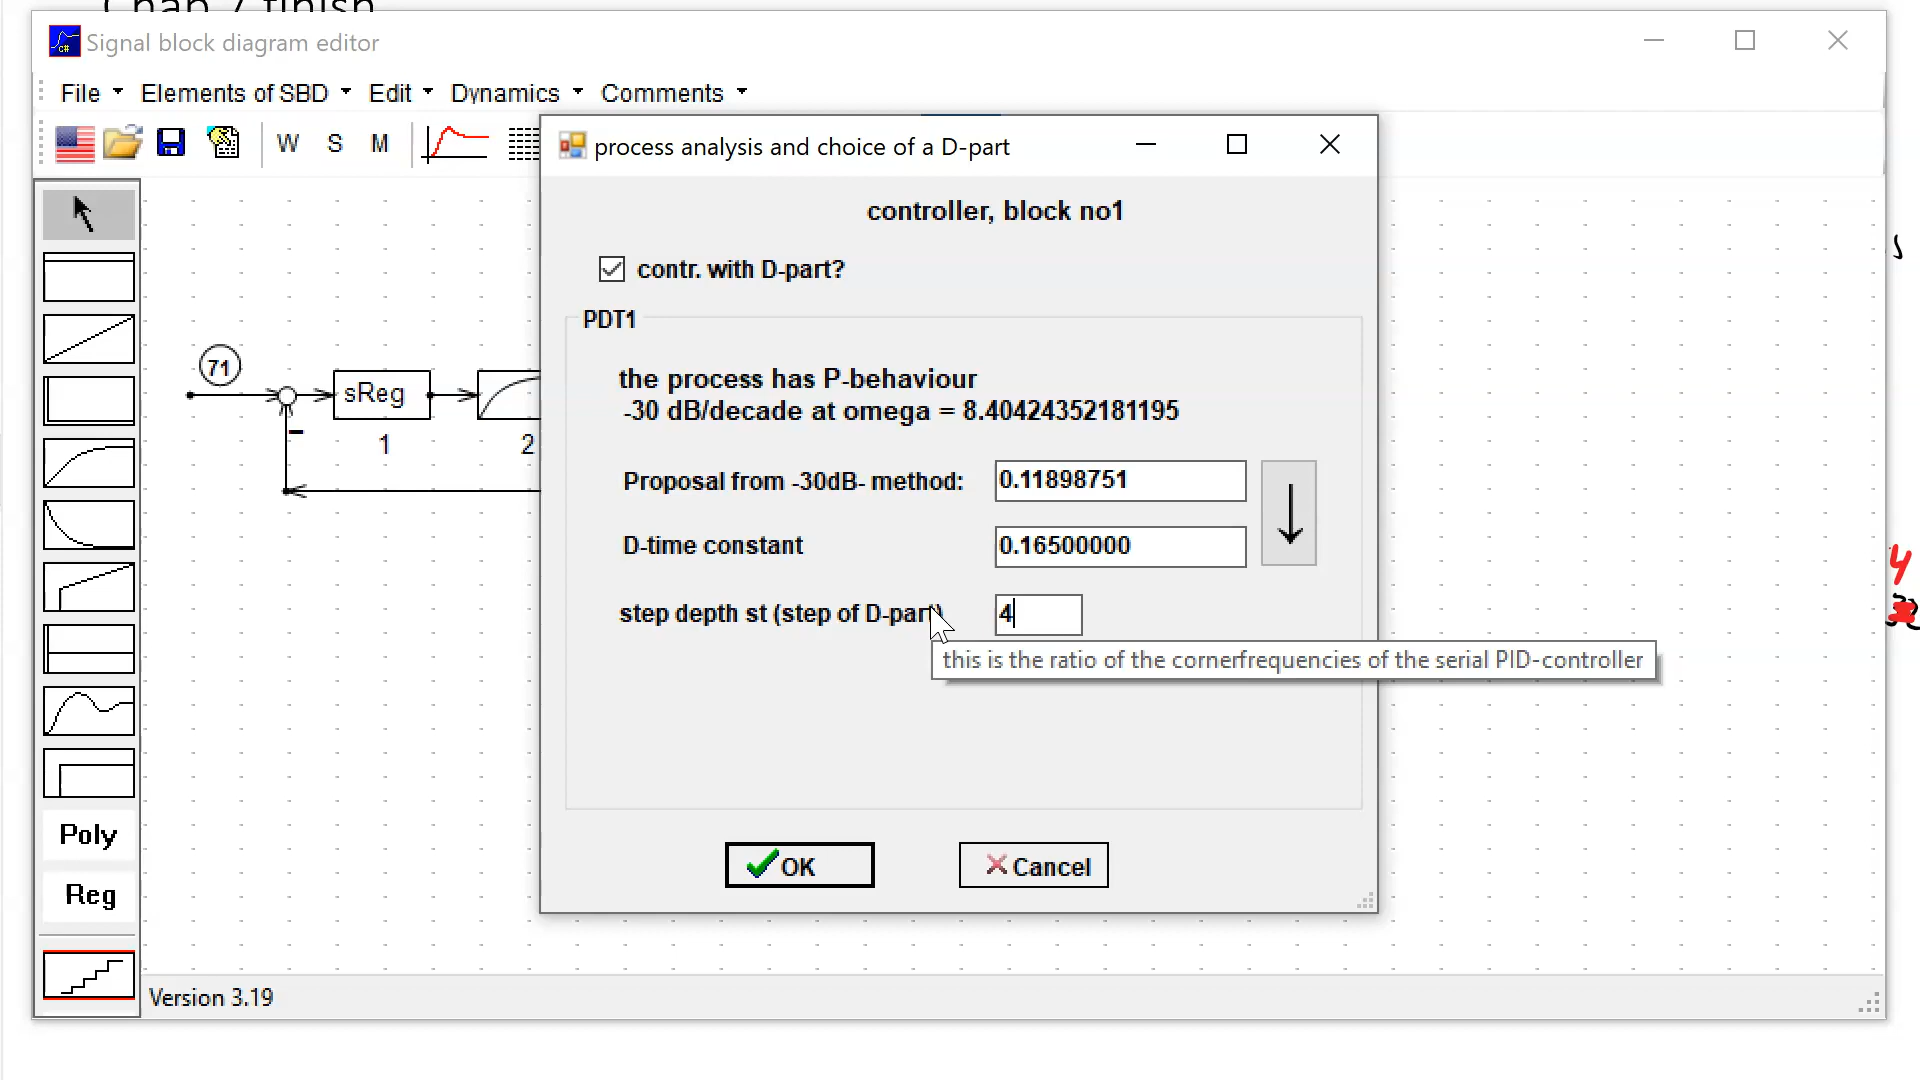 Chap 7 finish
Signal block diagram editor
File Elements of SBD Edit Dynamics Comments
W S M
process analysis and choice of a D-part
controller, block no1
contr. with D-part?
PDT1
the process has P-behaviour
-30 dB/decade at omega = 8.40424352181195
Proposal from -30dB- method: 0.11898751
D-time constant 0.16500000
step depth st (step of D-part) 4
this is the ratio of the cornerfrequencies of the serial PID-controller
OK Cancel
71
sReg
1
2
Poly
Reg
Version 3.19
4